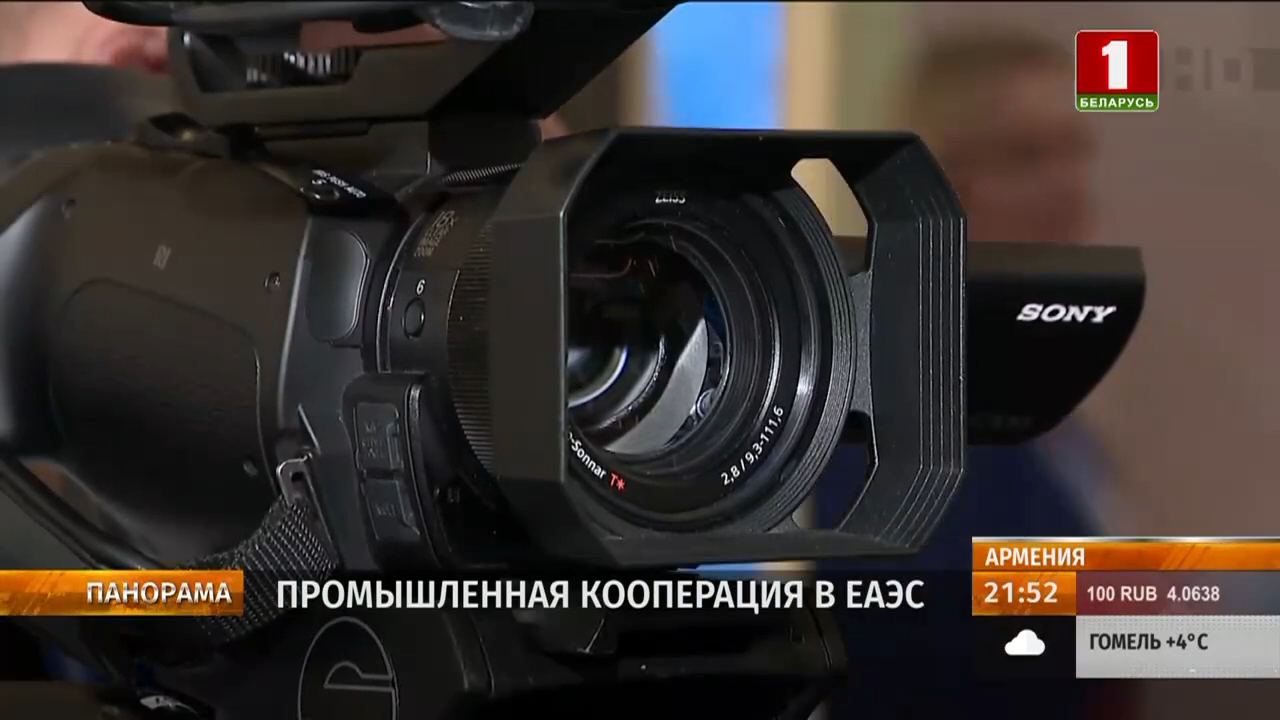 1
HD
БЕЛАРУСЬ
ZEISS
6
SONY
-Sonnar T* 2,8 / 9,3-111,6
R
АРМЕНИЯ
ПАНОРАМА
ПРОМЫШЛЕННАЯ КООПЕРАЦИЯ В ЕАЭС
21:52
100 RUB 4.0638
ГОМЕЛЬ +4°C